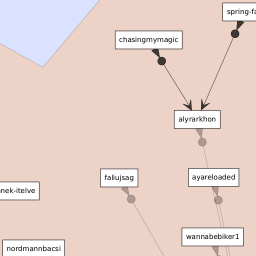 spring-fa
chasingmymagic
alyrarkhon
faliujsag
ayareloaded
nek-itelve
wannabebiker1
nordmannbacsi